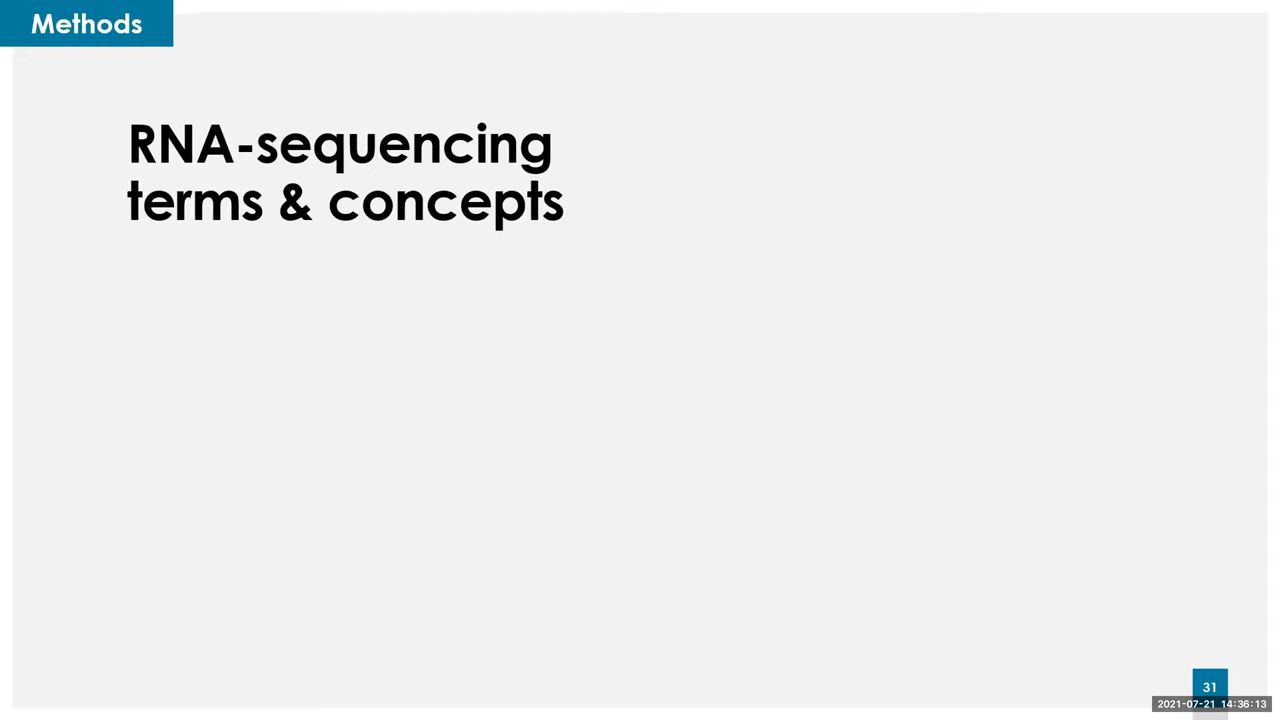 Methods
RNA-sequencing
terms & concepts
31
2021-07-21 14:36:13